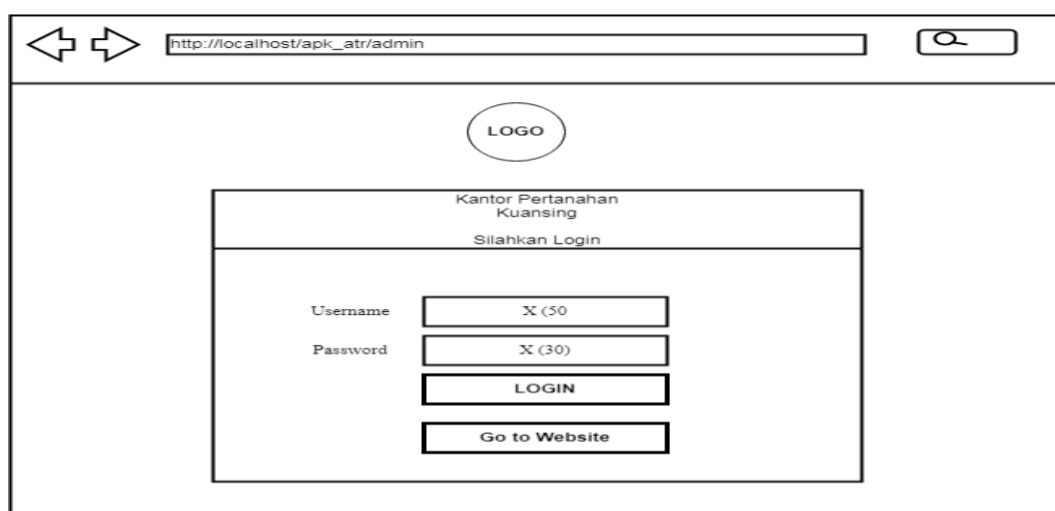 http://localhost/apk_atr/admin
LOGO
Kantor Pertanahan
Kuansing
Silahkan Login
Username
X (50
Password
X (30)
LOGIN
Go to Website